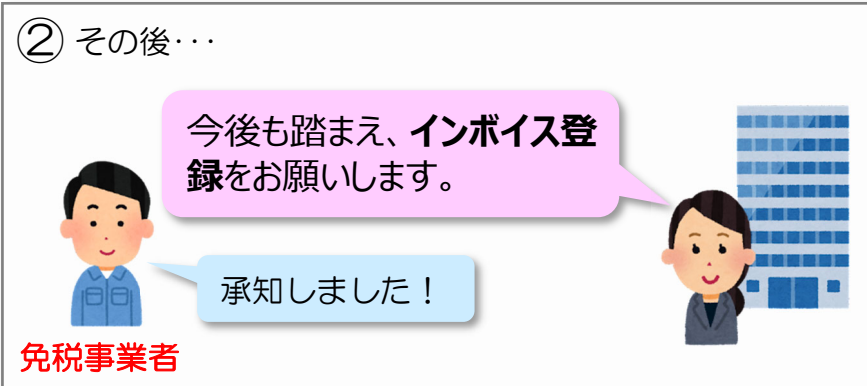 ② その後･･･
今後も踏まえ、インボイス登
録をお願いします。
承知しました！
免税事業者